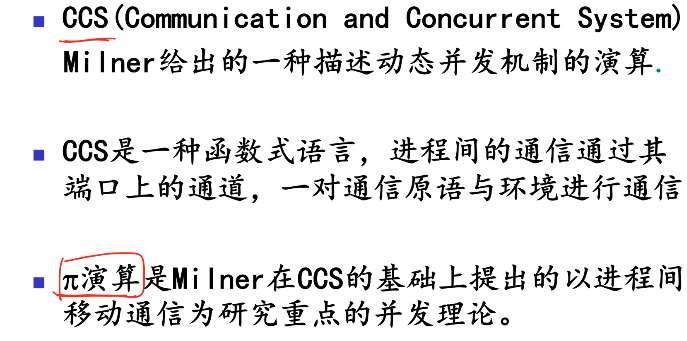 CCS(Communication and Concurrent System)
Milner给出的一种描述动态并发机制的演算.
CCS是一种函数式语言，进程间的通信通过其
端口上的通道，一对通信原语与环境进行通信
π演算是Milner在CCS的基础上提出的以进程间
移动通信为研究重点的并发理论。